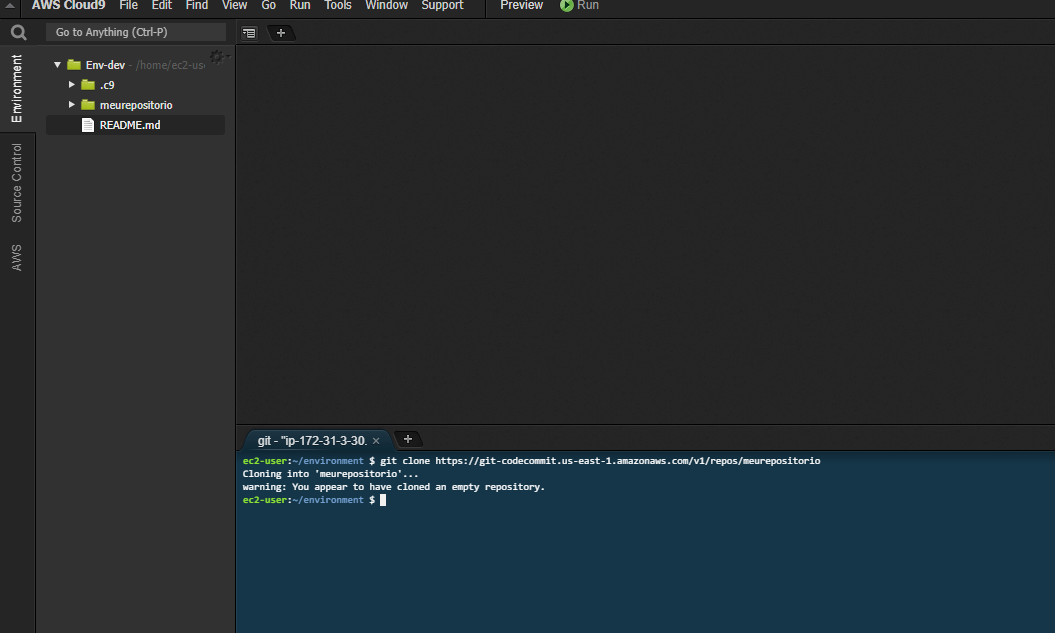 AWS Cloud9 File Edit Find View Go Run Tools Window Support Preview Run
Go to Anything (Ctrl-P)
Environment
Source Control
AWS
Env-dev - /home/ec2-us
.c9
meurepositorio
README.md
git - "ip-172-31-3-30.
ec2-user:~/environment $ git clone https://git-codecommit.us-east-1.amazonaws.com/v1/repos/meurepositorio
Cloning into 'meurepositorio'...
warning: You appear to have cloned an empty repository.
ec2-user:~/environment $